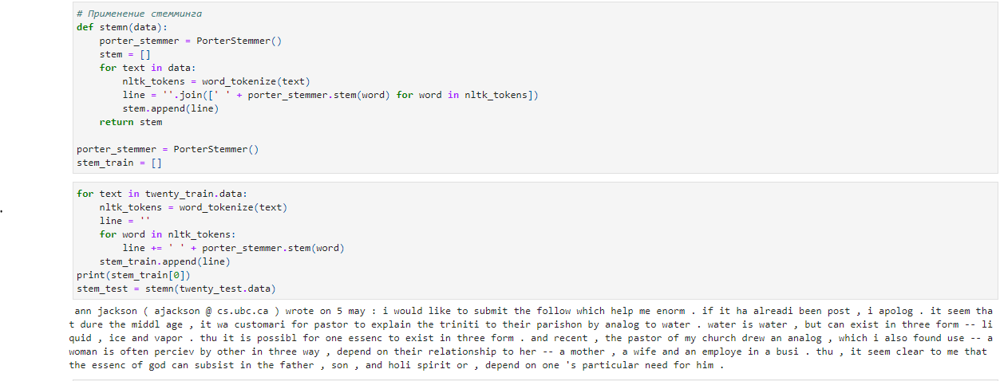 # Применение стемминга
def stemn(data):
    porter_stemmer = PorterStemmer()
    stem = []
    for text in data:
        nltk_tokens = word_tokenize(text)
        line = ''.join([' ' + porter_stemmer.stem(word) for word in nltk_tokens])
        stem.append(line)
    return stem

porter_stemmer = PorterStemmer()
stem_train = []

for text in twenty_train.data:
    nltk_tokens = word_tokenize(text)
    line = ''
    for word in nltk_tokens:
        line += ' ' + porter_stemmer.stem(word)
    stem_train.append(line)
print(stem_train[0])
stem_test = stemn(twenty_test.data)
 ann jackson ( ajackson @ cs.ubc.ca ) wrote on 5 may : i would like to submit the follow which help me enorm . if it ha alreadi been post , i apolog . it seem tha
t dure the middl age , it wa customari for pastor to explain the triniti to their parishon by analog to water . water is water , but can exist in three form -- li
quid , ice and vapor . thu it is possibl for one essenc to exist in three form . and recent , the pastor of my church drew an analog , which i also found use -- a
woman is often perciev by other in three way , depend on their relationship to her -- a mother , a wife and an employe in a busi . thu , it seem clear to me that
the essenc of god can subsist in the father , son , and holi spirit or , depend on one 's particular need for him .